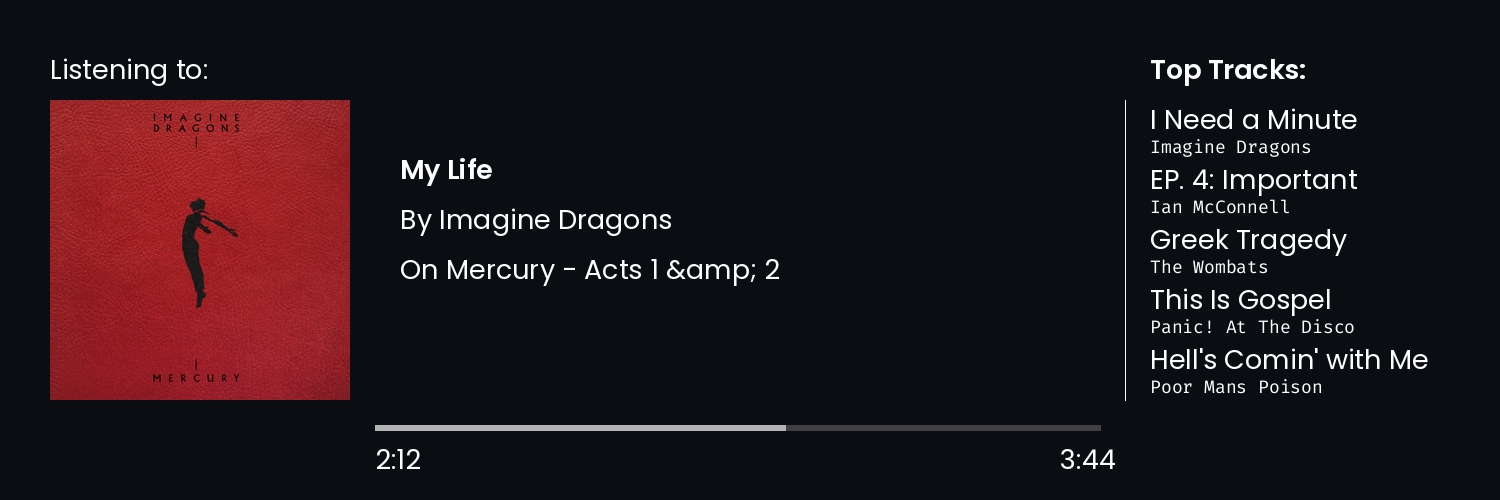 Listening to:
IMAGINE
DRAGONS
MERCURY
My Life
By Imagine Dragons
On Mercury - Acts 1 &amp; 2
2:12
3:44
Top Tracks:
I Need a Minute
Imagine Dragons
EP. 4: Important
Ian McConnell
Greek Tragedy
The Wombats
This Is Gospel
Panic! At The Disco
Hell's Comin' with Me
Poor Mans Poison